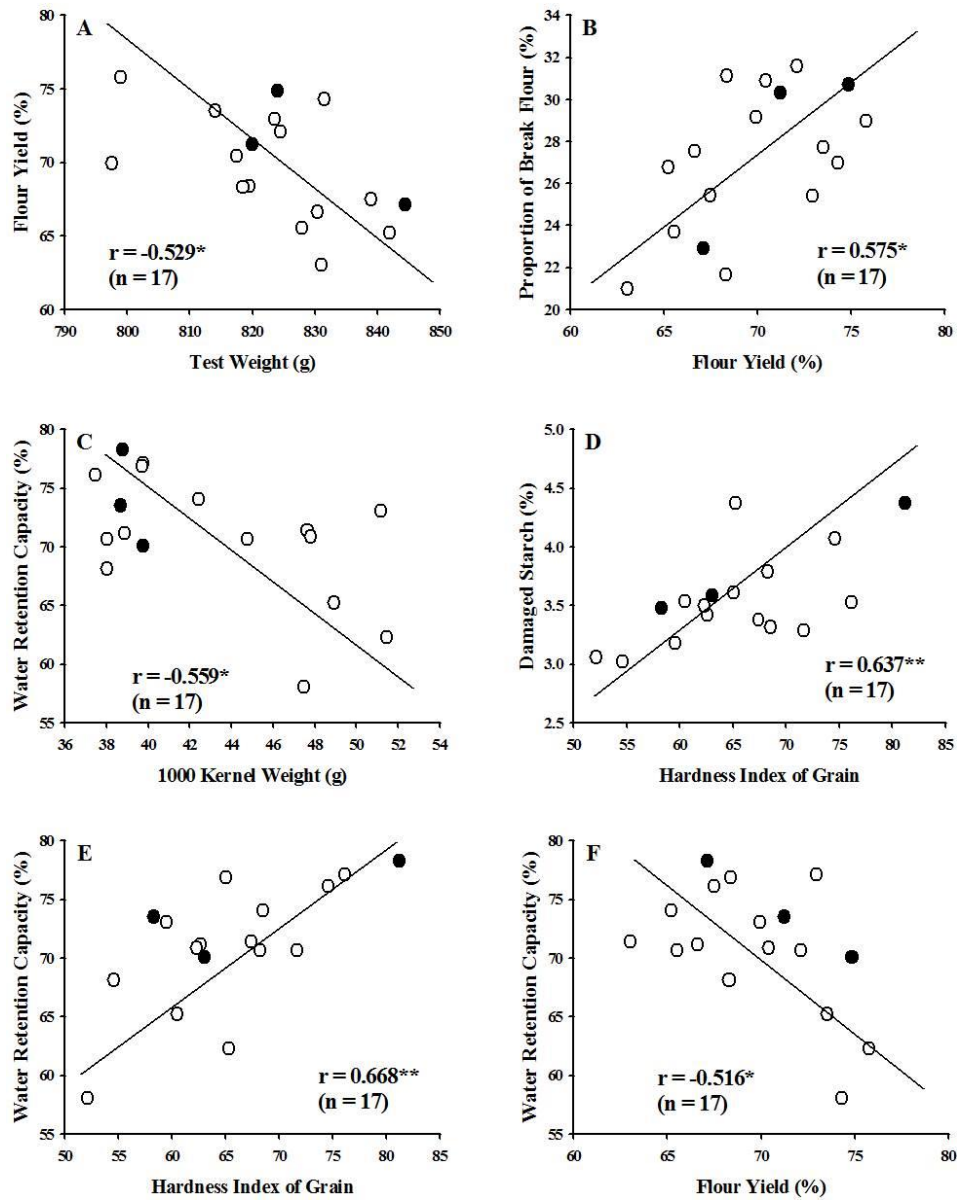 A
Flour Yield (%)
80
75
70
65
60
r = -0.529*
(n = 17)
790 800 810 820 830 840 850
Test Weight (g)
B
Proportion of Break Flour (%)
34
32
30
28
26
24
22
20
r = 0.575*
(n = 17)
60 65 70 75 80
Flour Yield (%)
C
Water Retention Capacity (%)
80
75
70
65
60
55
r = -0.559*
(n = 17)
36 38 40 42 44 46 48 50 52 54
1000 Kernel Weight (g)
D
Damaged Starch (%)
5.0
4.5
4.0
3.5
3.0
2.5
r = 0.637**
(n = 17)
50 55 60 65 70 75 80 85
Hardness Index of Grain
E
Water Retention Capacity (%)
80
75
70
65
60
55
r = 0.668**
(n = 17)
50 55 60 65 70 75 80 85
Hardness Index of Grain
F
Water Retention Capacity (%)
80
75
70
65
60
55
r = -0.516*
(n = 17)
60 65 70 75 80
Flour Yield (%)